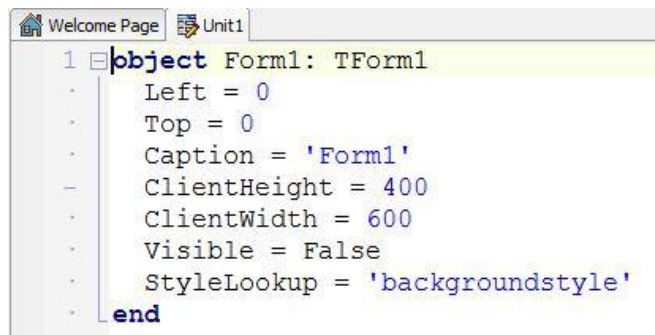 Welcome Page Unit1
1 object Form1: TForm1
Left = 0
Top = 0
Caption = 'Form1'
ClientHeight = 400
ClientWidth = 600
Visible = False
StyleLookup = 'backgroundstyle'
end